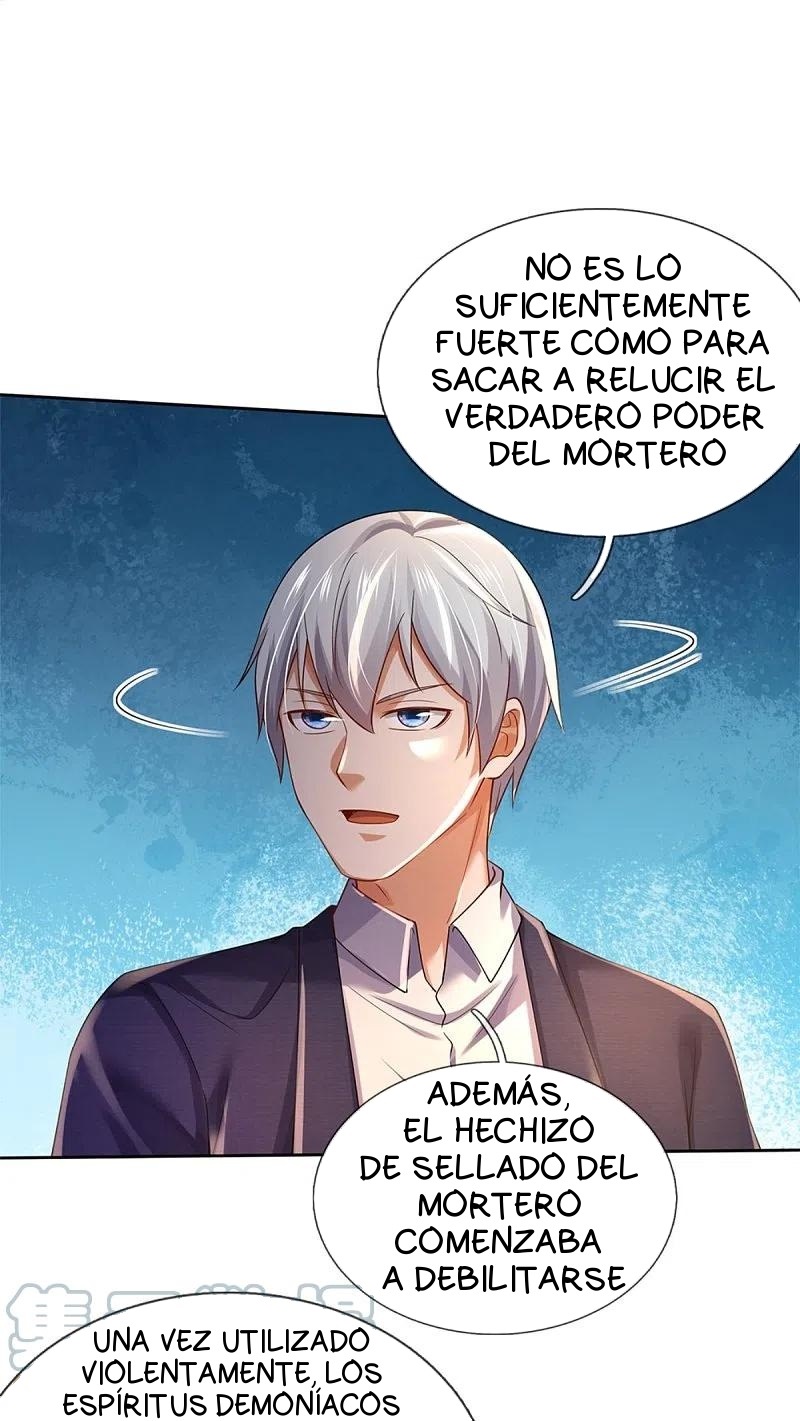 NO ES LO
SUFICIENTEMENTE
FUERTE COMO PARA
SACAR A RELUCIR EL
VERDADERO PODER
DEL MORTERO
ADEMÁS,
EL HECHIZO
DE SELLADO DEL
MORTERO
COMENZABA
A DEBILITARSE
UNA VEZ UTILIZADO
VIOLENTAMENTE, LOS
ESPÍRITUS DEMONÍACOS